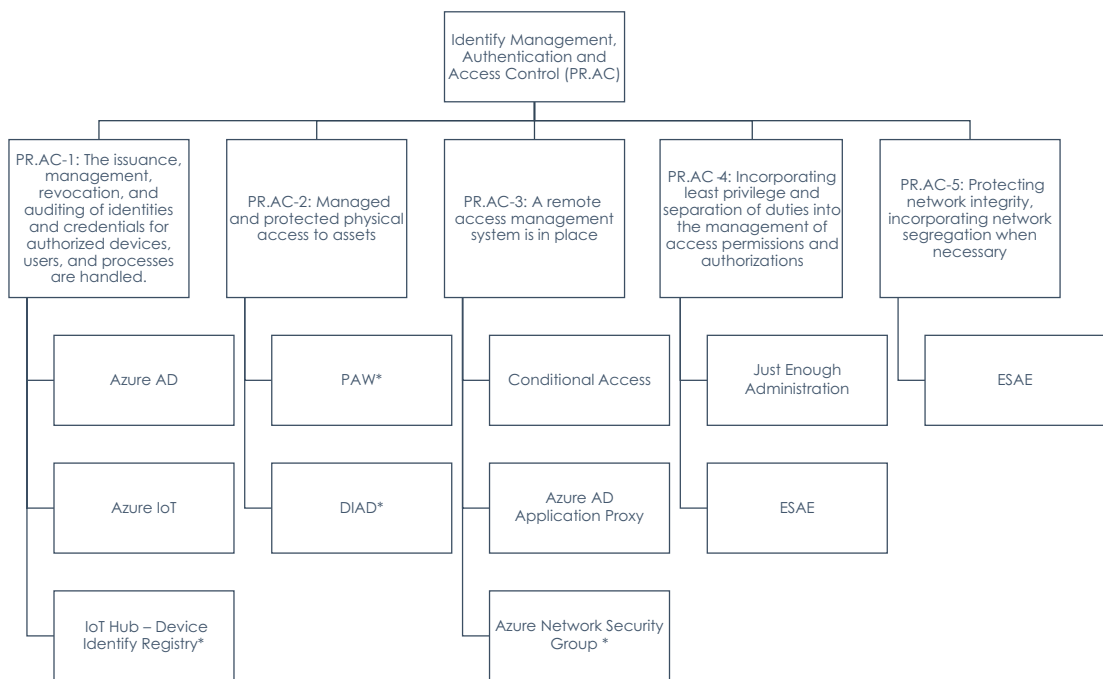 Identify Management,
Authentication and
Access Control (PR.AC)
PR.AC-1: The issuance,
management,
revocation, and
auditing of identities
and credentials for
authorized devices,
users, and processes
are handled.
PR.AC-2: Managed
and protected physical
access to assets
PR.AC-3: A remote
access management
system is in place
PR.AC-4: Incorporating
least privilege and
separation of duties into
the management of
access permissions and
authorizations
PR.AC-5: Protecting
network integrity,
incorporating network
segregation when
necessary
Azure AD
PAW*
Conditional Access
Just Enough
Administration
ESAE
Azure IoT
DIAD*
Azure AD
Application Proxy
ESAE
IoT Hub – Device
Identify Registry*
Azure Network Security
Group *